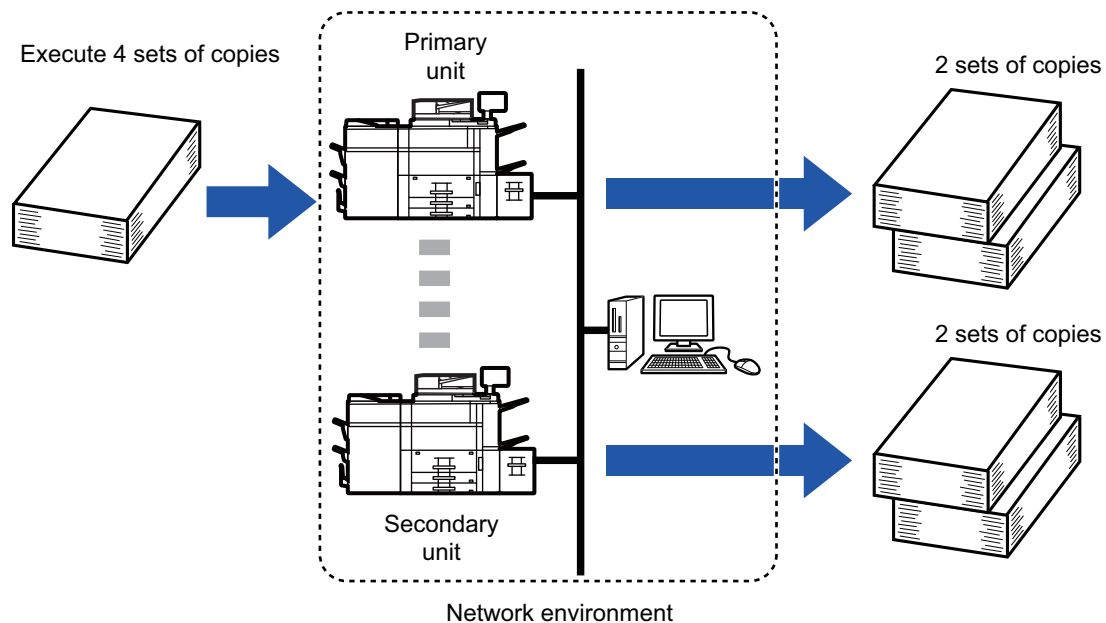 Execute 4 sets of copies
Primary
unit
2 sets of copies
2 sets of copies
Secondary
unit
Network environment